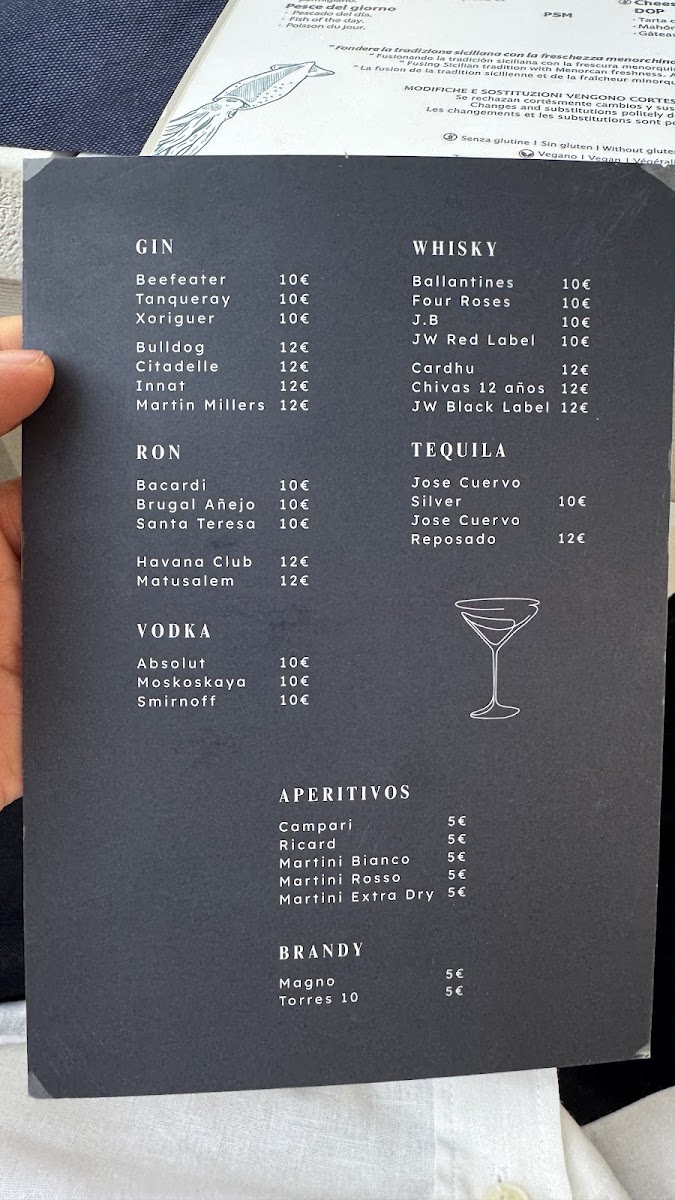 Pesce del giorno
- Pescado del día.
- Fish of the day.
- Poisson du jour.
PSM
DOP
"Fondere la tradizione siciliana con la freschezza menorchina
"Fusionando la tradición siciliana con la frescura menorquina
"Fusing Sicilian tradition with Menorcan freshness.
"La fusion de la tradition sicilienne et de la fraîcheur
MODIFICHE E SOSTITUZIONI VENGONO
Se rechazan cortésmente cambios y
Changes and substitutions politely
Les changements et les substitutions sont
Senza glutine I Sin gluten I Without
Vegano I Vegan I
GIN
Beefeater 10€
Tanqueray 10€
Xoriguer 10€
Bulldog 12€
Citadelle 12€
Innat 12€
Martin Millers 12€
RON
Bacardi 10€
Brugal Añejo 10€
Santa Teresa 10€
Havana Club 12€
Matusalem 12€
VODKA
Absolut 10€
Moskoskaya 10€
Smirnoff 10€
WHISKY
Ballantines 10€
Four Roses 10€
J.B 10€
JW Red Label 10€
Cardhu 12€
Chivas 12 años 12€
JW Black Label 12€
TEQUILA
Jose Cuervo
Silver 10€
Jose Cuervo
Reposado 12€
APERITIVOS
Campari 5€
Ricard 5€
Martini Bianco 5€
Martini Rosso 5€
Martini Extra Dry 5€
BRANDY
Magno 5€
Torres 10 5€